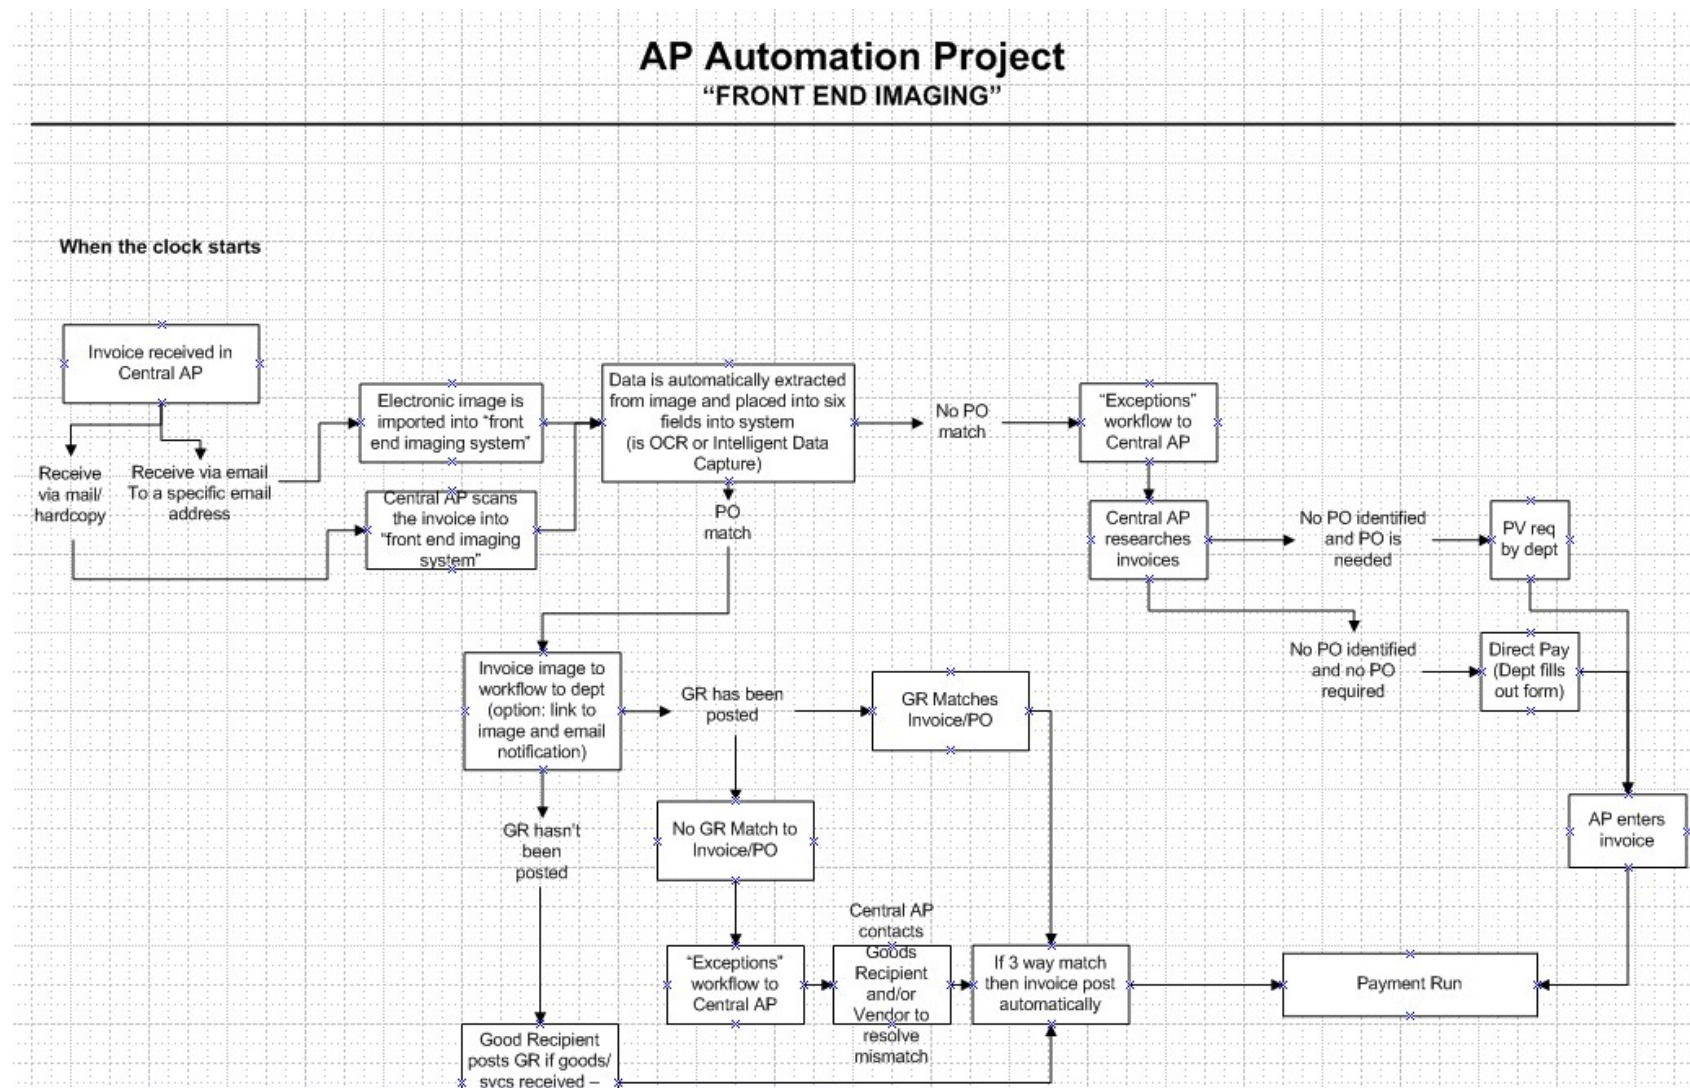 AP Automation Project
“FRONT END IMAGING”
When the clock starts
Invoice received in
Central AP
Receive
via mail/
hardcopy
Receive via email
To a specific email
address
Electronic image is
imported into “front
end imaging system”
Central AP scans
the invoice into
“front end imaging
system”
Data is automatically extracted
from image and placed into six
fields into system
(is OCR or Intelligent Data
Capture)
No PO
match
“Exceptions”
workflow to
Central AP
PO
match
Central AP
researches
invoices
No PO identified
and PO is
needed
PV req
by dept
No PO identified
and no PO
required
Direct Pay
(Dept fills
out form)
Invoice image to
workflow to dept
(option: link to
image and email
notification)
GR has been
posted
GR Matches
Invoice/PO
GR hasn't
been
posted
No GR Match to
Invoice/PO
AP enters
invoice
“Exceptions”
workflow to
Central AP
Central AP
contacts
Goods
Recipient
and/or
Vendor to
resolve
mismatch
If 3 way match
then invoice post
automatically
Payment Run
Good Recipient
posts GR if goods/
svcs received –